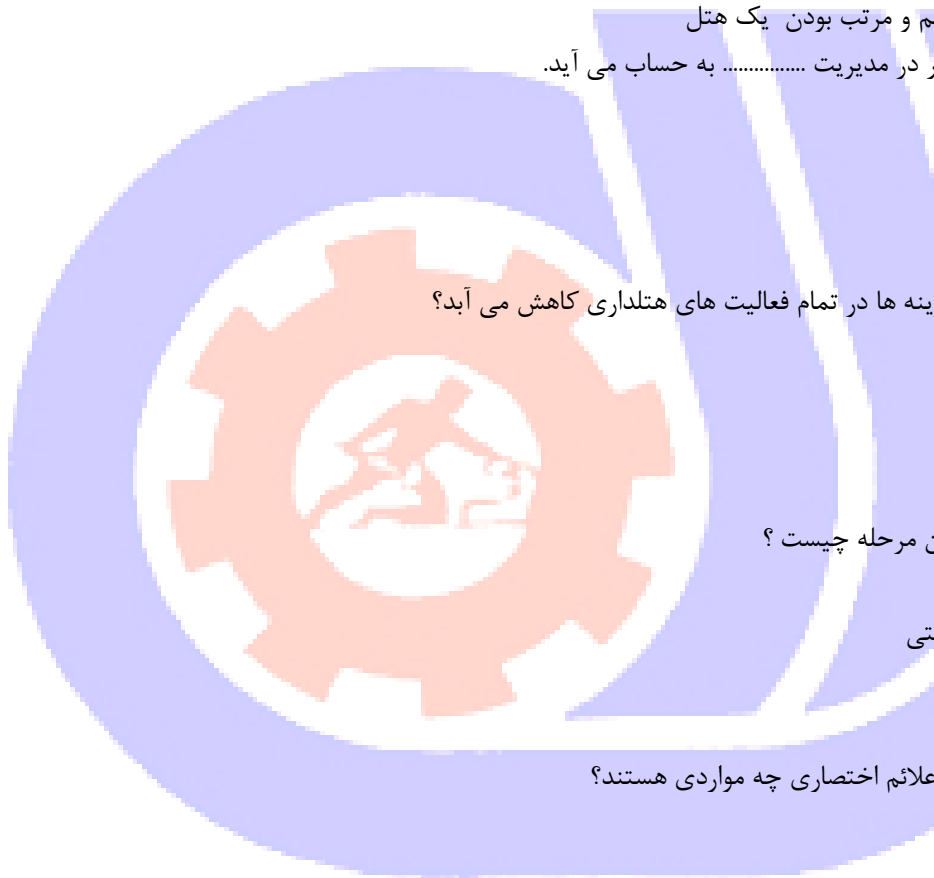 م و مرتب بودن یک هتل
ر در مدیریت ............... به حساب می آید.
ینه ها در تمام فعالیت های هتلداری کاهش می آبد؟
ن مرحله چیست ؟
تی
علائم اختصاری چه مواردی هستند؟